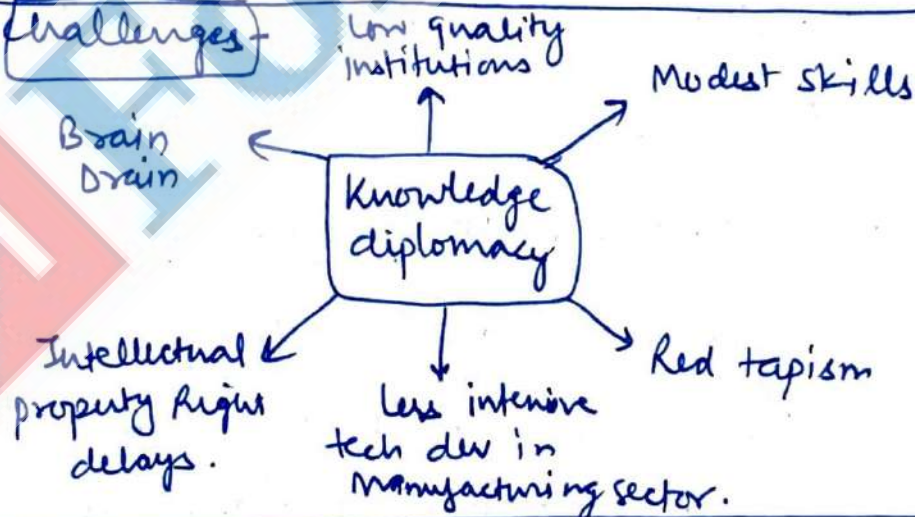 Challenges -
Low quality
institutions
Modest skills
Brain
Drain
Knowledge
diplomacy
Intellectual
property Rights
delays.
Less intensive
tech dev in
manufacturing sector.
Red tapism